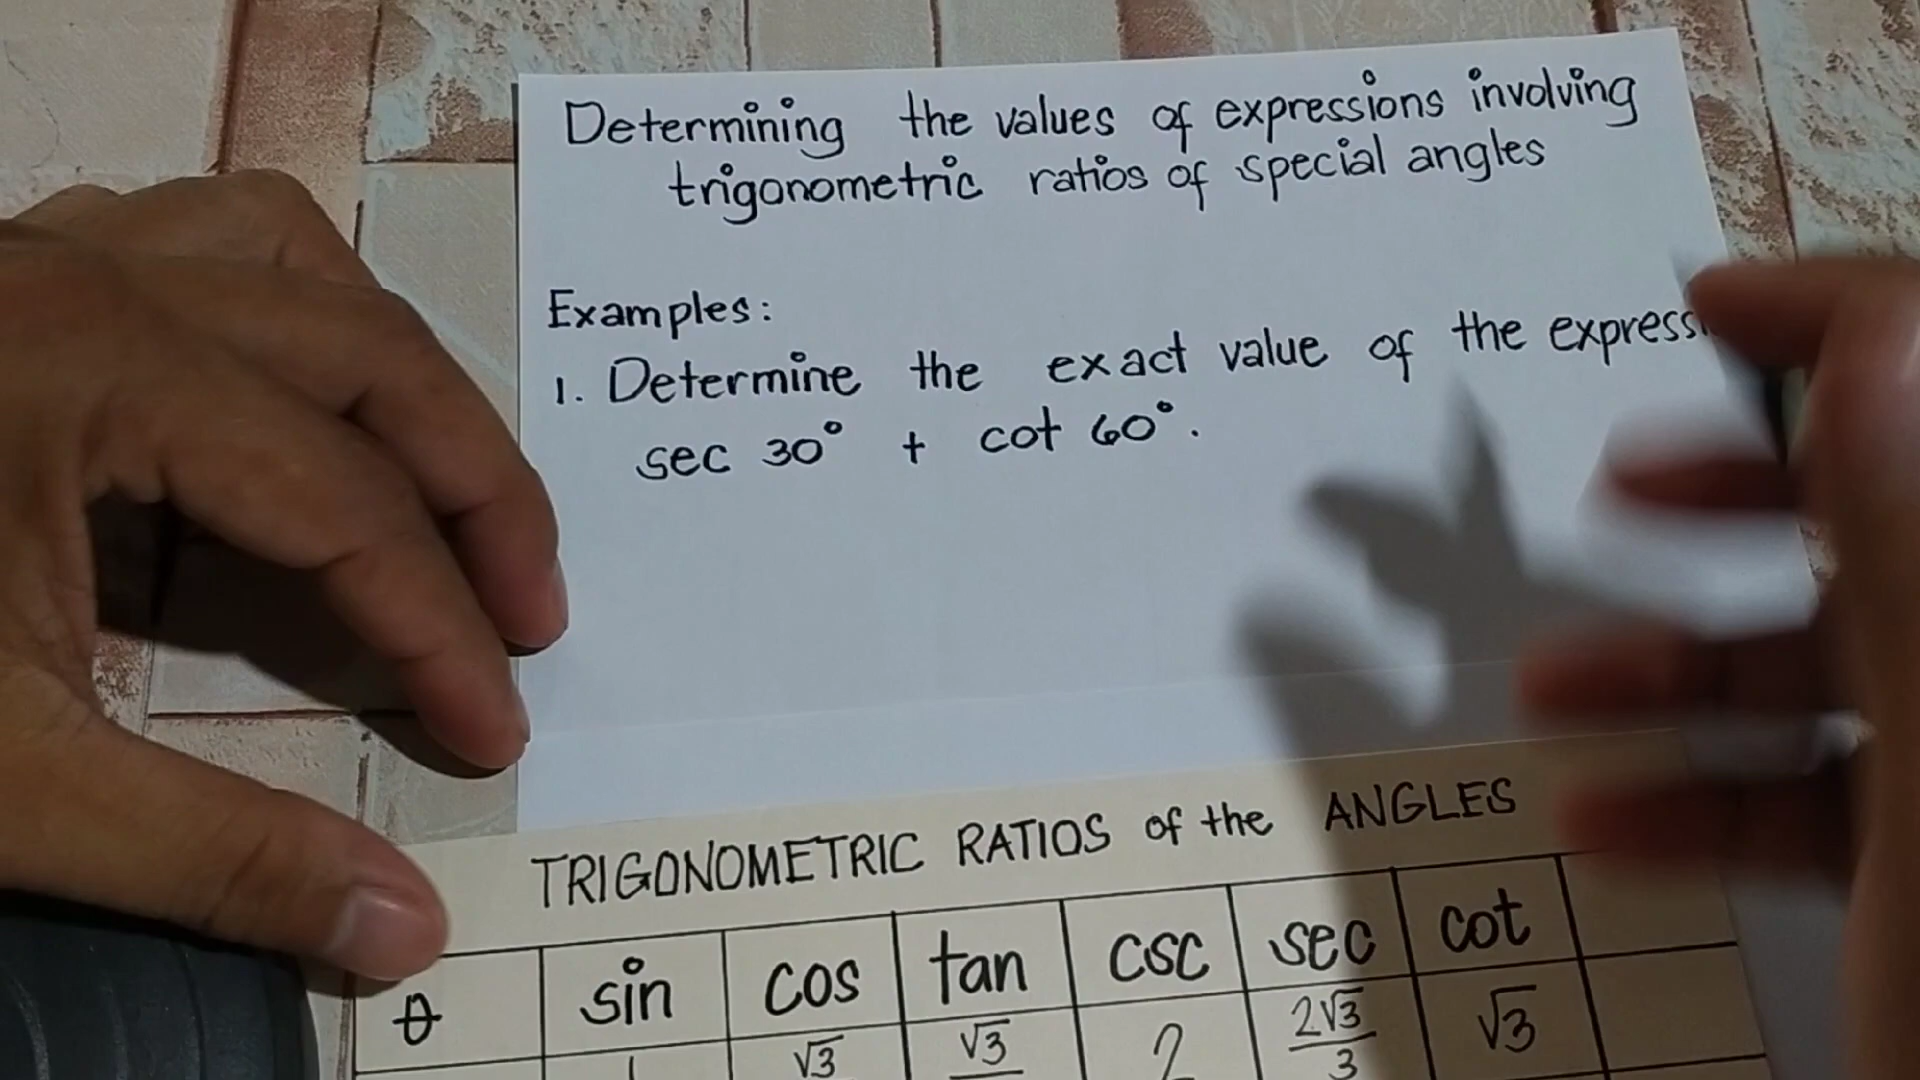 Determining the values of expressions involving
trigonometric ratios of special angles
Examples:
1. Determine the exact value of the
sec 30° + cot 60°.
TRIGONOMETRIC RATIOS of the ANGLES
θ sin cos tan csc sec cot
√3 √3 2 2√3/3 √3